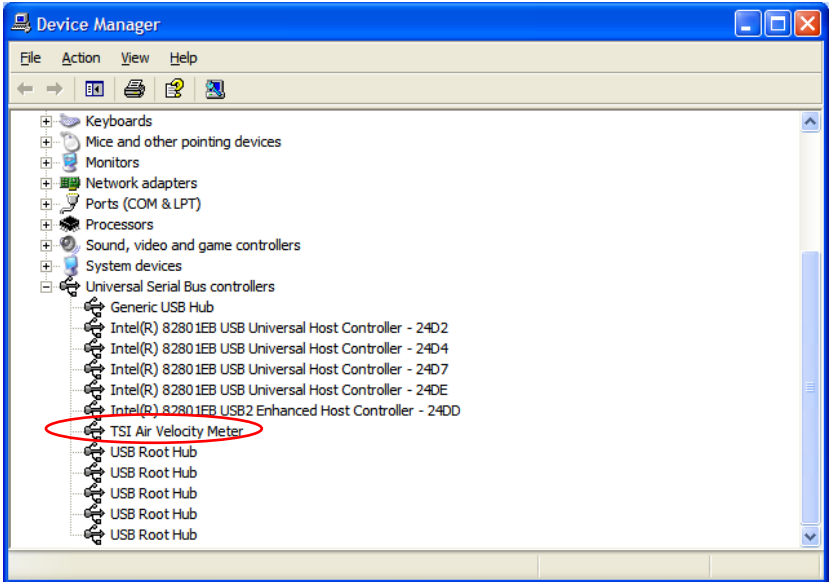 Device Manager
File Action View Help
Keyboards
Mice and other pointing devices
Monitors
Network adapters
Ports (COM & LPT)
Processors
Sound, video and game controllers
System devices
Universal Serial Bus controllers
Generic USB Hub
Intel(R) 82801EB USB Universal Host Controller - 24D2
Intel(R) 82801EB USB Universal Host Controller - 24D4
Intel(R) 82801EB USB Universal Host Controller - 24D7
Intel(R) 82801EB USB Universal Host Controller - 24DE
Intel(R) 82801EB USB2 Enhanced Host Controller - 24DD
TSI Air Velocity Meter
USB Root Hub
USB Root Hub
USB Root Hub
USB Root Hub
USB Root Hub